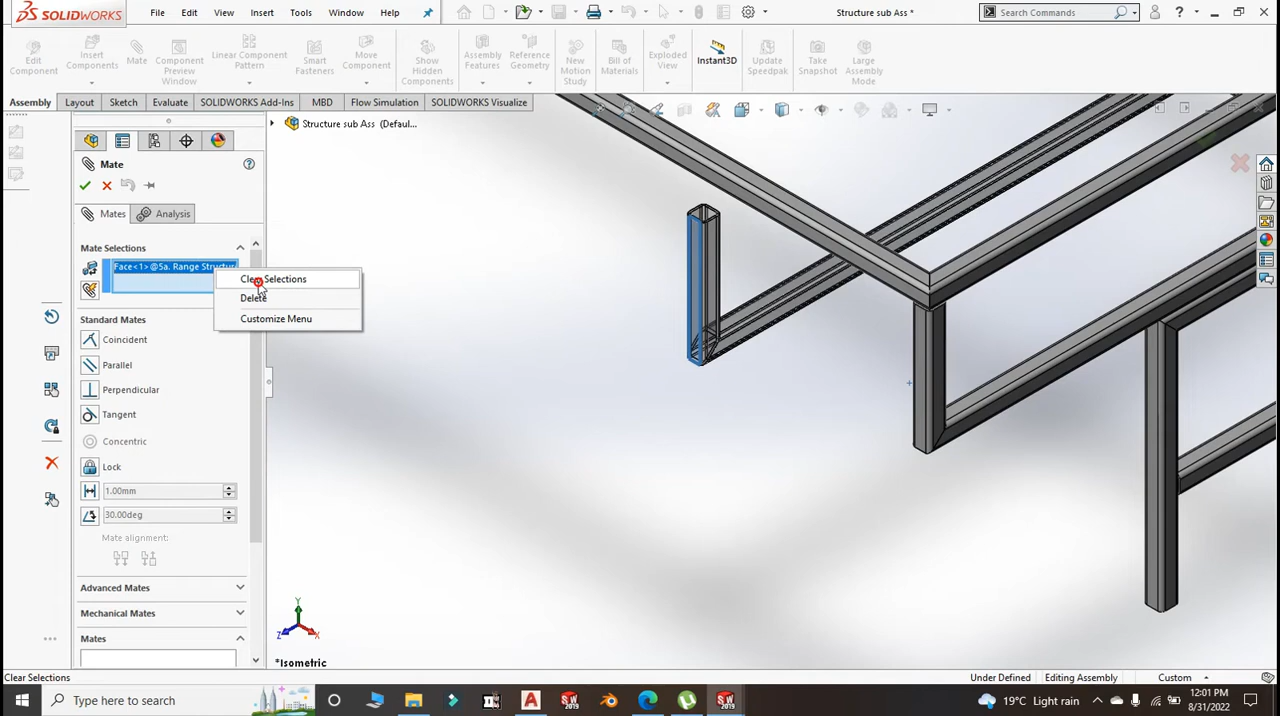 SOLIDWORKS File Edit View Insert Tools Window Structure sub Ass * Search Commands ?
Edit Component
Insert Components
Mate
Component Preview Window
Linear Component Pattern
Smart Fasteners
Move Component
Show Hidden Components
Assembly Features
Reference Geometry
New Motion Study
Bill of Materials
Exploded View
Instant3D
Update Speedpak
Take Snapshot
Large Assembly Mode
Assembly Layout Sketch Evaluate SOLIDWORKS Add-Ins MBD Flow Simulation SOLIDWORKS Visualize
Structure sub Ass (Defaul...
Mate
Mates Analysis
Mate Selections
Face<1>@Sa. Range Structur
Clear Selections
Delete
Customize Menu
Standard Mates
Coincident
Parallel
Perpendicular
Tangent
Concentric
Lock
1.00mm
30.00deg
Mate alignment:
Advanced Mates
Mechanical Mates
Mates
Y
Z X
*Isometric
Clear Selections Under Defined Editing Assembly Custom
Type here to search 19°C Light rain 12:01 PM
8/31/2022